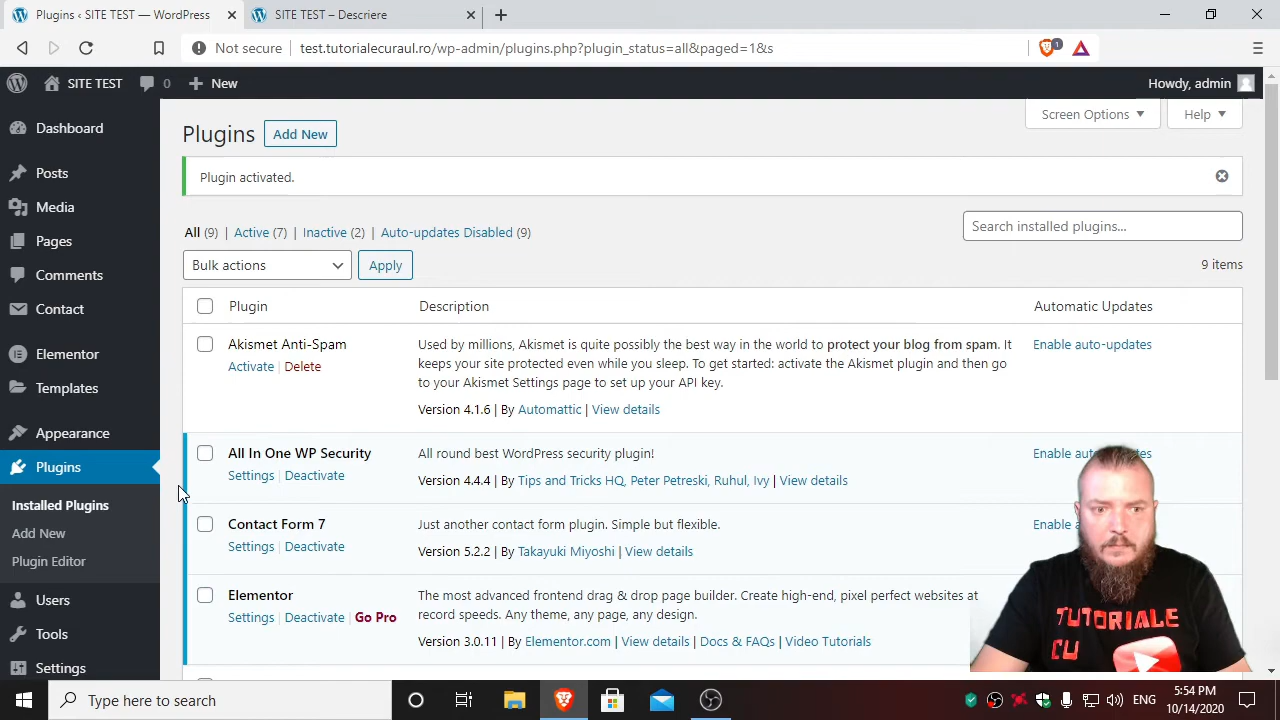 Plugins ‹ SITE TEST — WordPress
SITE TEST – Descriere
Not secure
test.tutorialecuraul.ro/wp-admin/plugins.php?plugin_status=all&paged=1&s
1
SITE TEST
0
New
Howdy, admin
Dashboard
Posts
Media
Pages
Comments
Contact
Elementor
Templates
Appearance
Plugins
Installed Plugins
Add New
Plugin Editor
Users
Tools
Settings
Screen Options
Help
Plugins
Add New
Plugin activated.
All (9) | Active (7) | Inactive (2) | Auto-updates Disabled (9)
Search installed plugins...
Bulk actions
Apply
9 items
Plugin
Description
Automatic Updates
Akismet Anti-Spam
Activate | Delete
Used by millions, Akismet is quite possibly the best way in the world to protect your blog from spam. It
keeps your site protected even while you sleep. To get started: activate the Akismet plugin and then go
to your Akismet Settings page to set up your API key.
Version 4.1.6 | By Automattic | View details
Enable auto-updates
All In One WP Security
Settings | Deactivate
All round best WordPress security plugin!
Version 4.4.4 | By Tips and Tricks HQ, Peter Petreski, Ruhul, Ivy | View details
Contact Form 7
Settings | Deactivate
Just another contact form plugin. Simple but flexible.
Version 5.2.2 | By Takayuki Miyoshi | View details
Enable
Elementor
Settings | Deactivate | Go Pro
The most advanced frontend drag & drop page builder. Create high-end, pixel perfect websites at
record speeds. Any theme, any page, any design.
Version 3.0.11 | By Elementor.com | View details | Docs & FAQs | Video Tutorials
TUTORIALE
CU
Type here to search
ENG
5:54 PM
10/14/2020